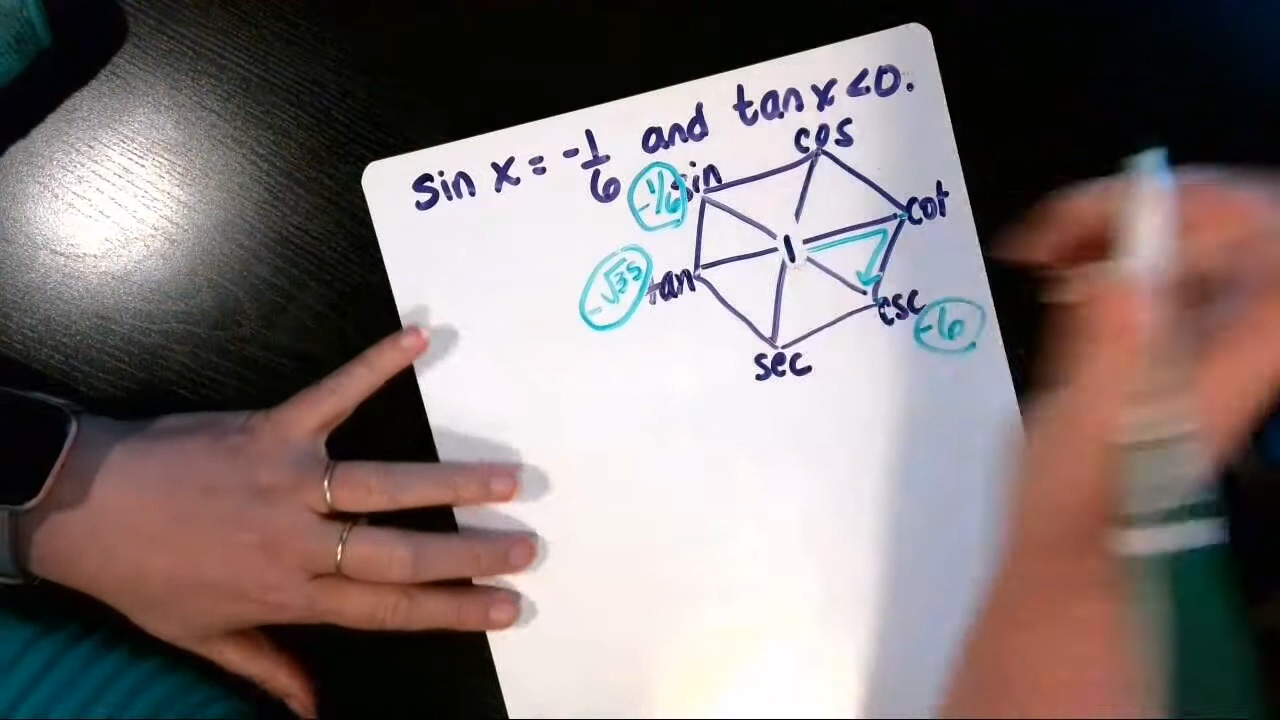 sin x = -1/6 and tan x < 0.
cos
-1/6 sin
cot
1
-√35 tan
csc -6
sec